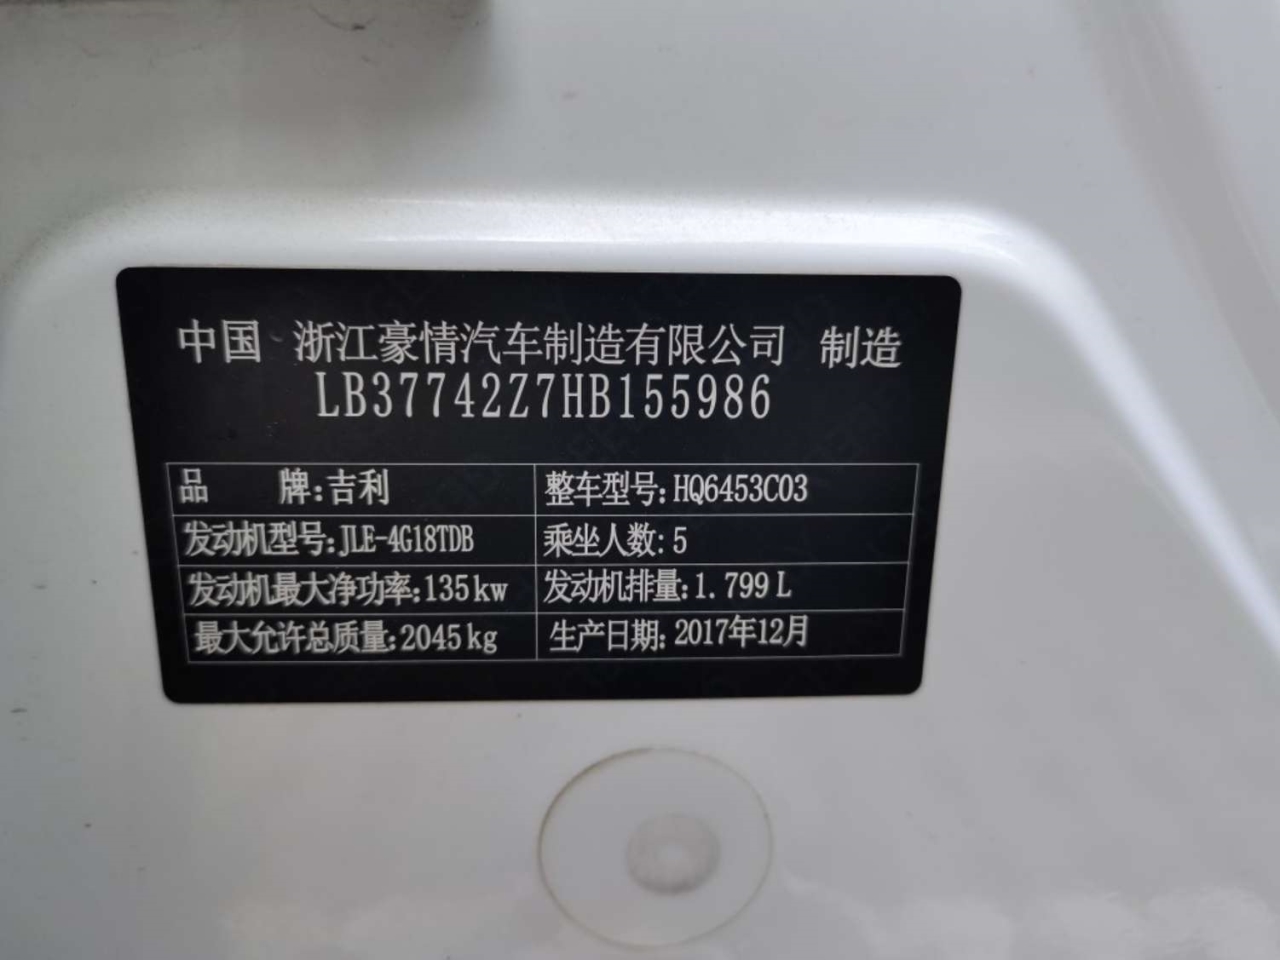 中国 浙江豪情汽车制造有限公司 制造
LB37742Z7HB155986
品 牌:吉利 整车型号:HQ6453C03
发动机型号:JLE-4G18TDB 乘坐人数:5
发动机最大净功率:135kw 发动机排量:1.799L
最大允许总质量:2045kg 生产日期:2017年12月